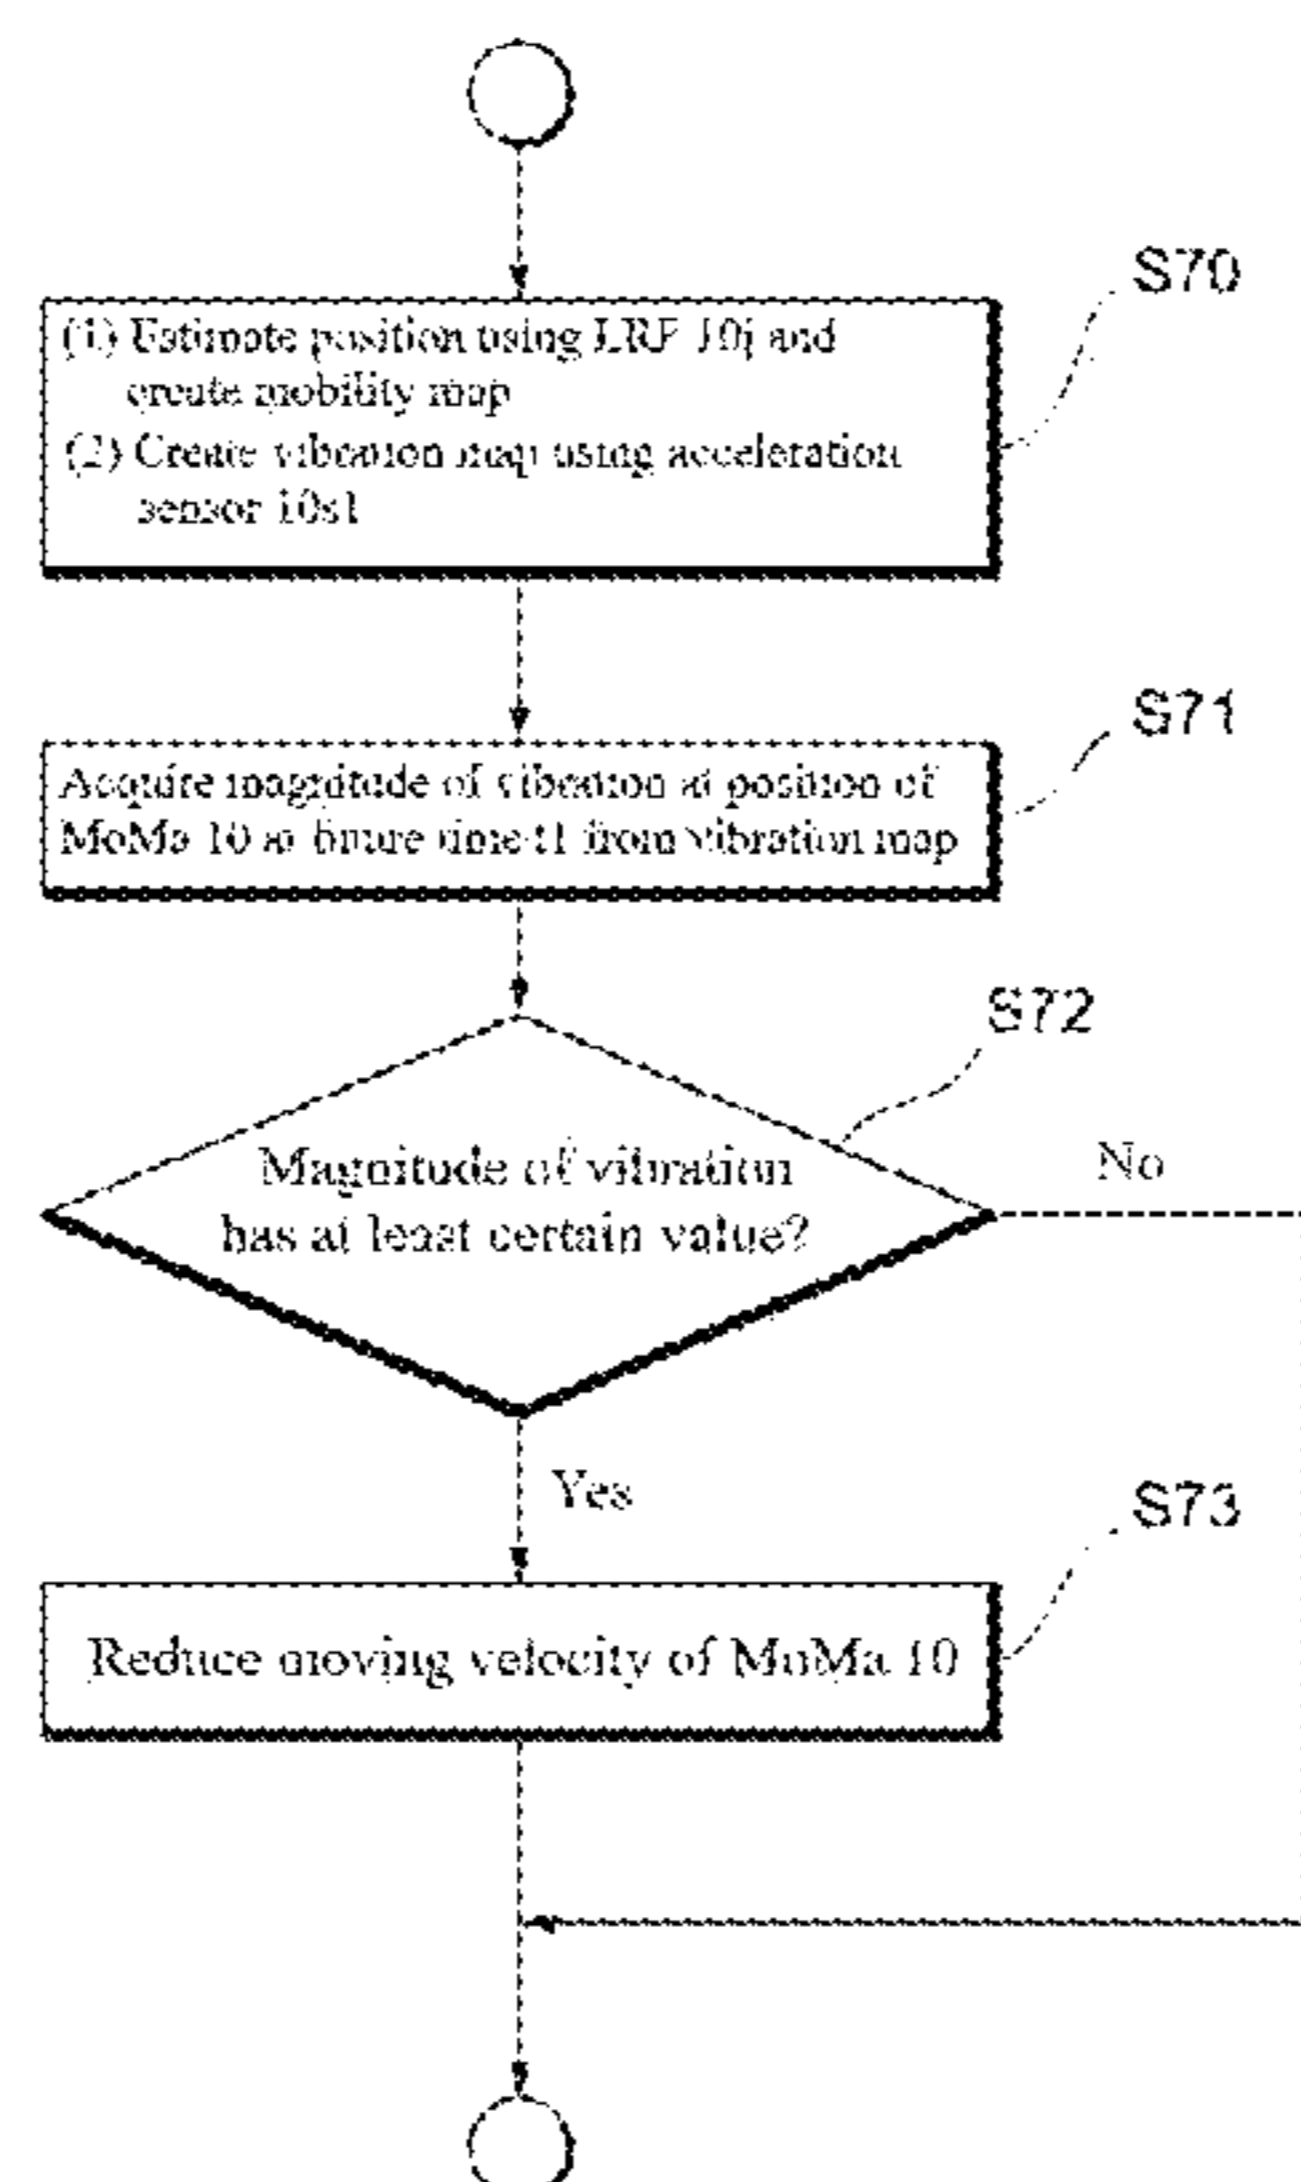 S70
(1) Estimate position using LRF 10j and
create mobility map
(2) Create vibration map using acceleration
sensor 10s1
S71
Acquire magnitude of vibration at position of
MoMa 10 at future time t1 from vibration map
S72
Magnitude of vibration
has at least certain value?
No
Yes
S73
Reduce moving velocity of MoMa 10